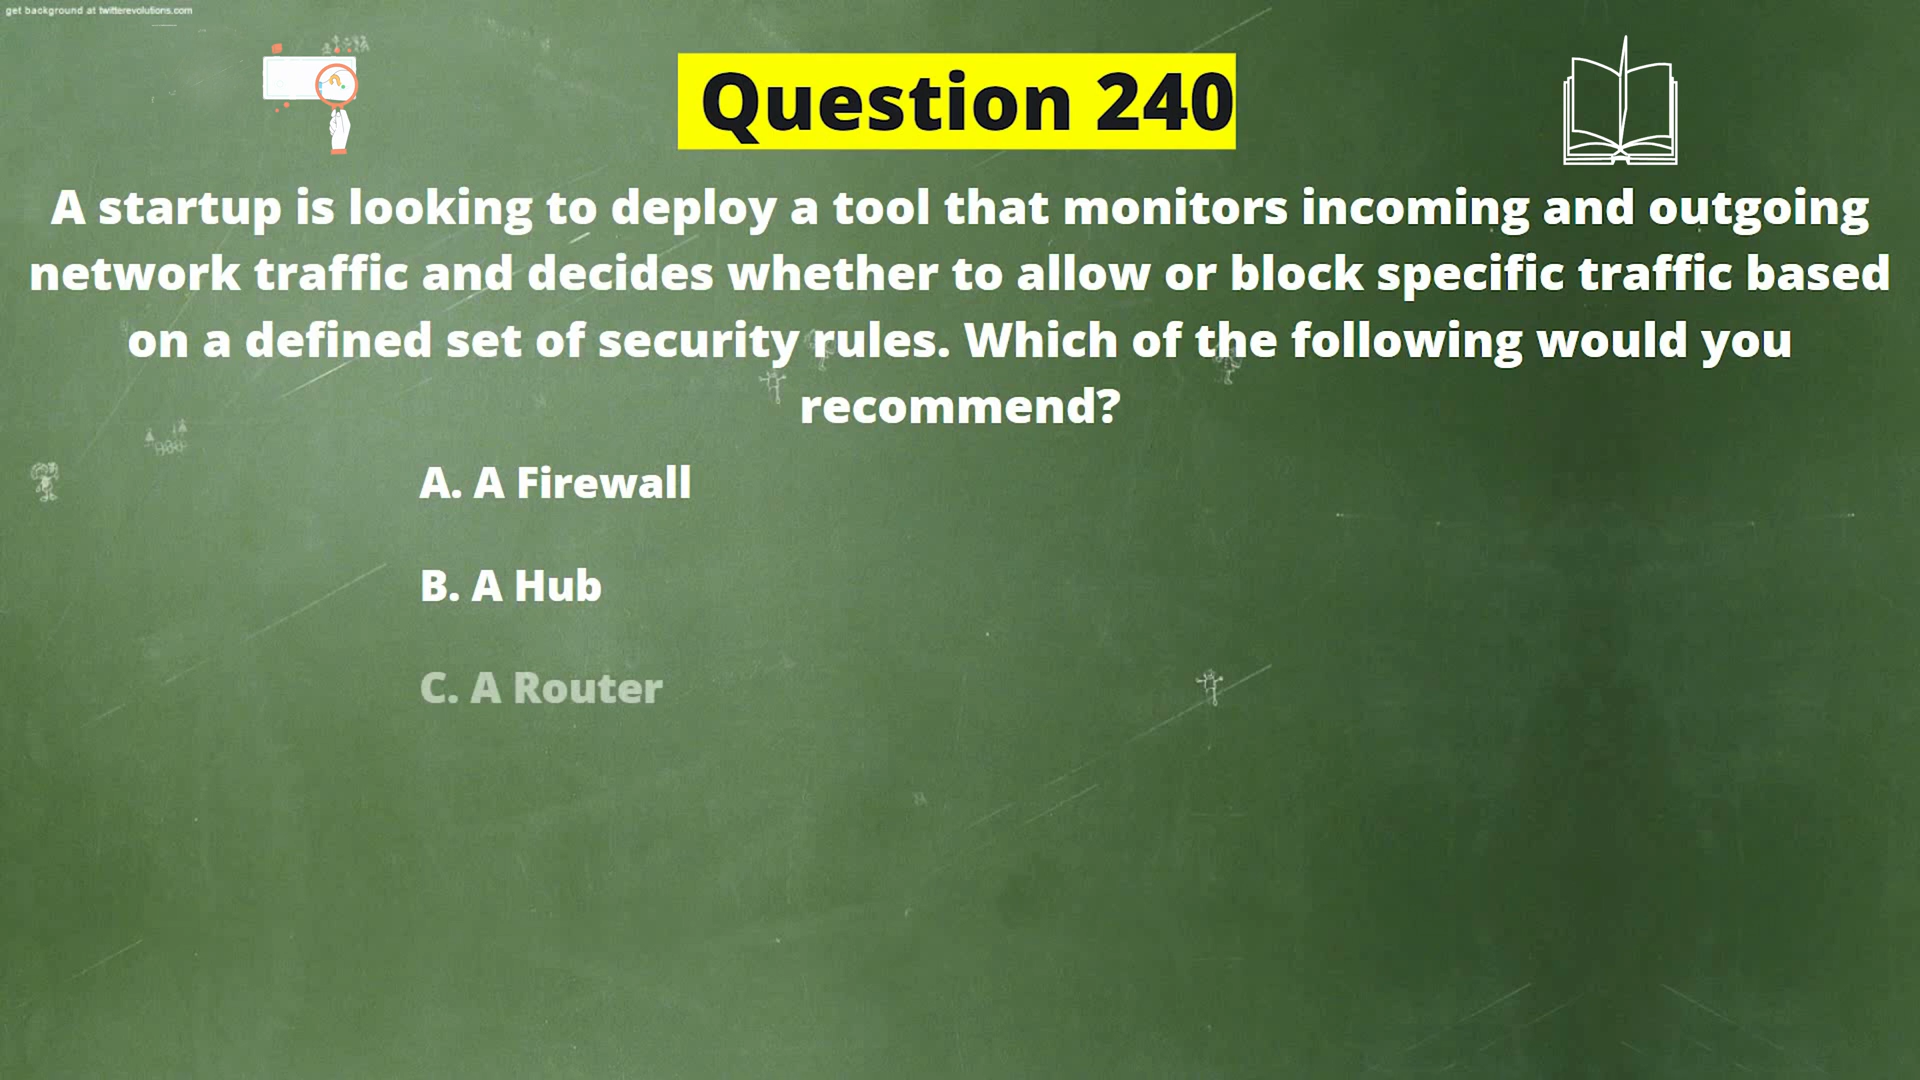 get background at twitterevolutions.com
Question 240
A startup is looking to deploy a tool that monitors incoming and outgoing
network traffic and decides whether to allow or block specific traffic based
on a defined set of security rules. Which of the following would you
recommend?
A. A Firewall
B. A Hub
C. A Router